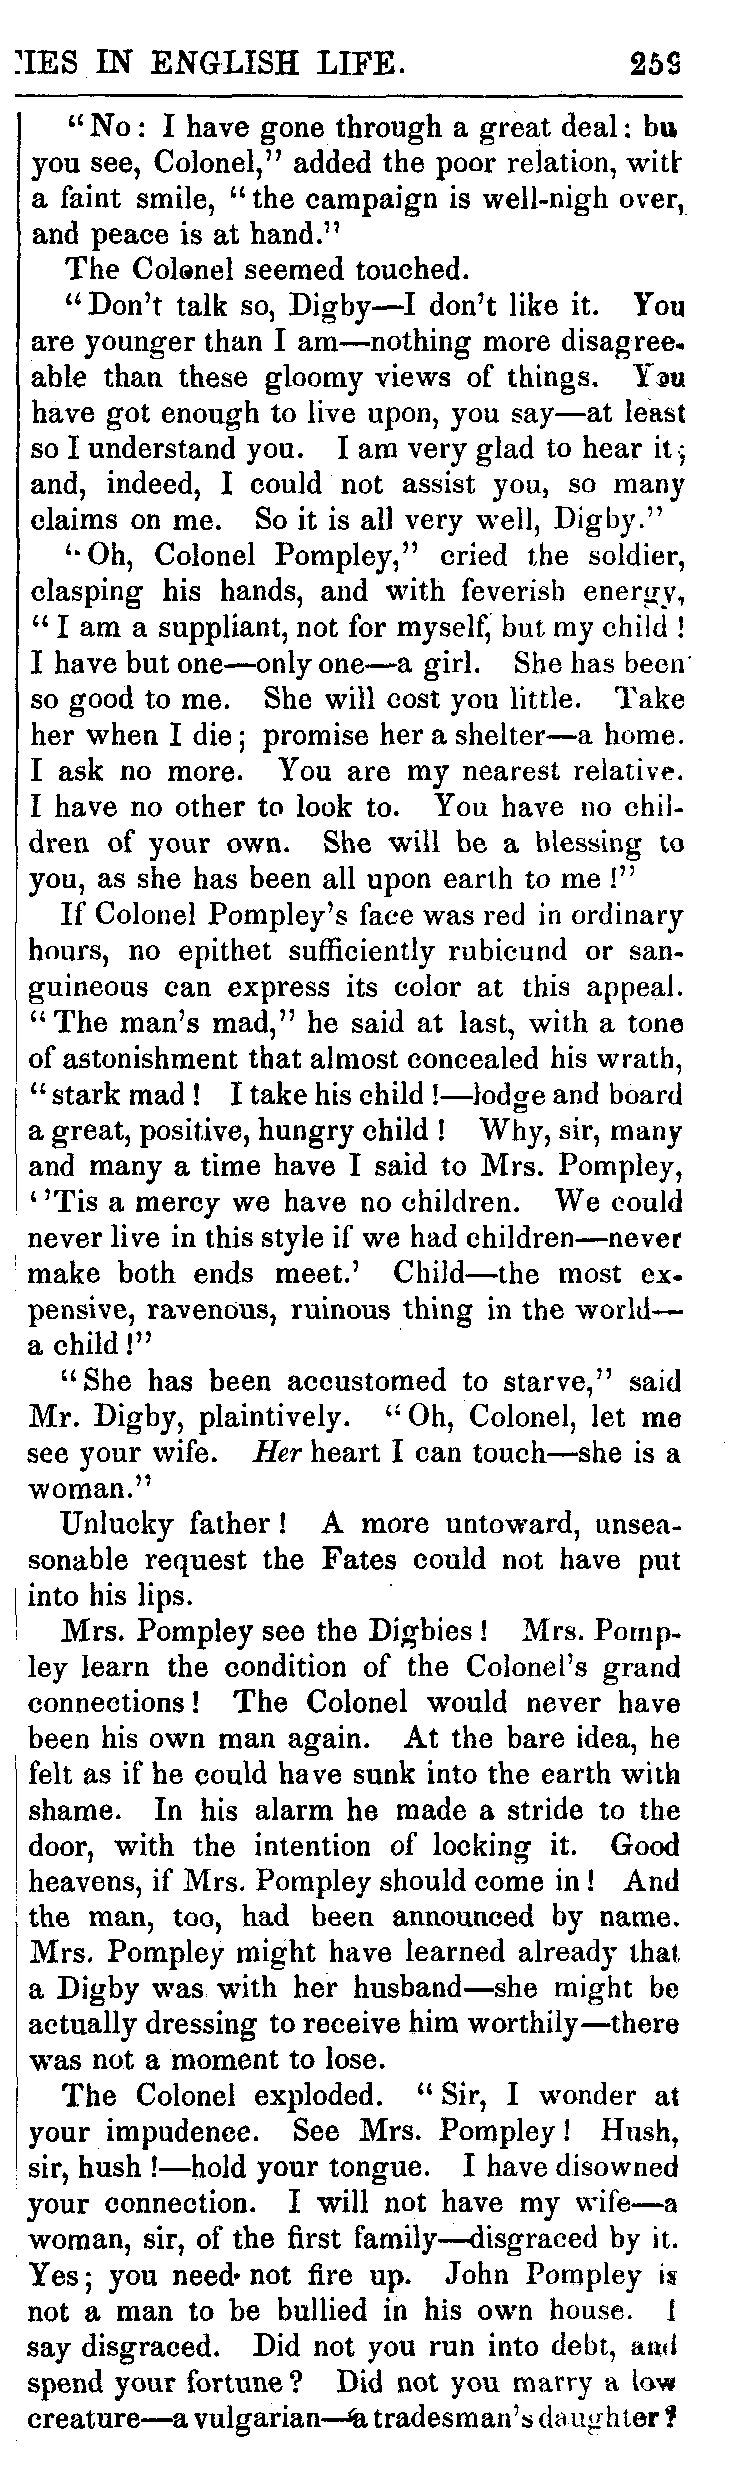 IES IN ENGLISH LIFE. 259
"No: I have gone through a great deal: bu
you see, Colonel," added the poor relation, with
a faint smile, "the campaign is well-nigh over,
and peace is at hand."
The Colonel seemed touched.
"Don't talk so, Digby—I don't like it. You
are younger than I am—nothing more disagree-
able than these gloomy views of things. You
have got enough to live upon, you say—at least
so I understand you. I am very glad to hear it;
and, indeed, I could not assist you, so many
claims on me. So it is all very well, Digby."
"Oh, Colonel Pompley," cried the soldier,
clasping his hands, and with feverish energy,
"I am a suppliant, not for myself, but my child!
I have but one—only one—a girl. She has been
so good to me. She will cost you little. Take
her when I die; promise her a shelter—a home.
I ask no more. You are my nearest relative.
I have no other to look to. You have no chil-
dren of your own. She will be a blessing to
you, as she has been all upon earth to me!"
If Colonel Pompley's face was red in ordinary
hours, no epithet sufficiently rubicund or san-
guineous can express its color at this appeal.
"The man's mad," he said at last, with a tone
of astonishment that almost concealed his wrath,
"stark mad! I take his child!—lodge and board
a great, positive, hungry child! Why, sir, many
and many a time have I said to Mrs. Pompley,
''Tis a mercy we have no children. We could
never live in this style if we had children—never
make both ends meet.' Child—the most ex-
pensive, ravenous, ruinous thing in the world—
a child!"
"She has been accustomed to starve," said
Mr. Digby, plaintively. "Oh, Colonel, let me
see your wife. Her heart I can touch—she is a
woman."
Unlucky father! A more untoward, unsea-
sonable request the Fates could not have put
into his lips.
Mrs. Pompley see the Digbies! Mrs. Pomp-
ley learn the condition of the Colonel's grand
connections! The Colonel would never have
been his own man again. At the bare idea, he
felt as if he could have sunk into the earth with
shame. In his alarm he made a stride to the
door, with the intention of locking it. Good
heavens, if Mrs. Pompley should come in! And
the man, too, had been announced by name.
Mrs. Pompley might have learned already that
a Digby was with her husband—she might be
actually dressing to receive him worthily—there
was not a moment to lose.
The Colonel exploded. "Sir, I wonder at
your impudence. See Mrs. Pompley! Hush,
sir, hush!—hold your tongue. I have disowned
your connection. I will not have my wife—a
woman, sir, of the first family—disgraced by it.
Yes; you need not fire up. John Pompley is
not a man to be bullied in his own house. I
say disgraced. Did not you run into debt, and
spend your fortune? Did not you marry a low
creature—a vulgarian—a tradesman's daughter?